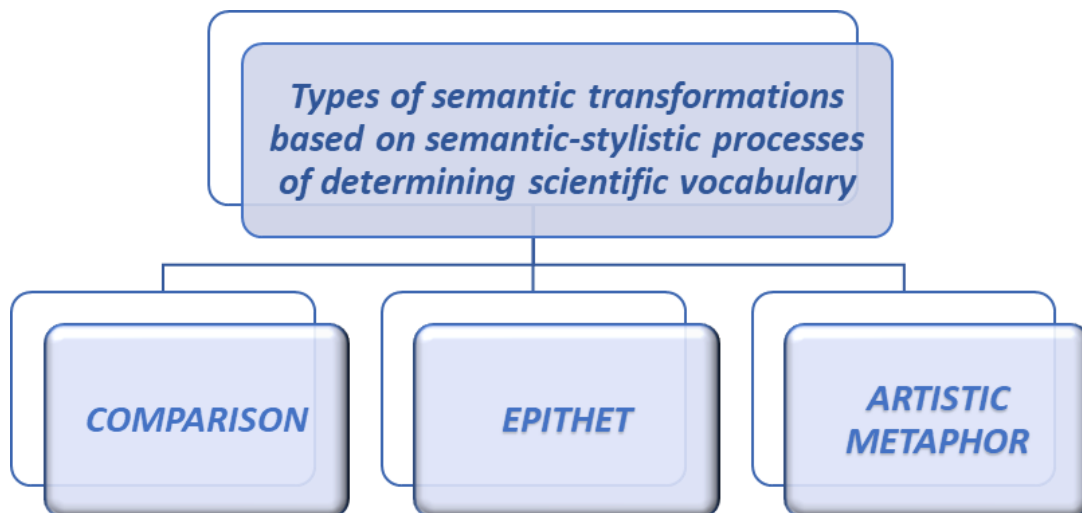 Types of semantic transformations
based on semantic-stylistic processes
of determining scientific vocabulary
COMPARISON
EPITHET
ARTISTIC
METAPHOR